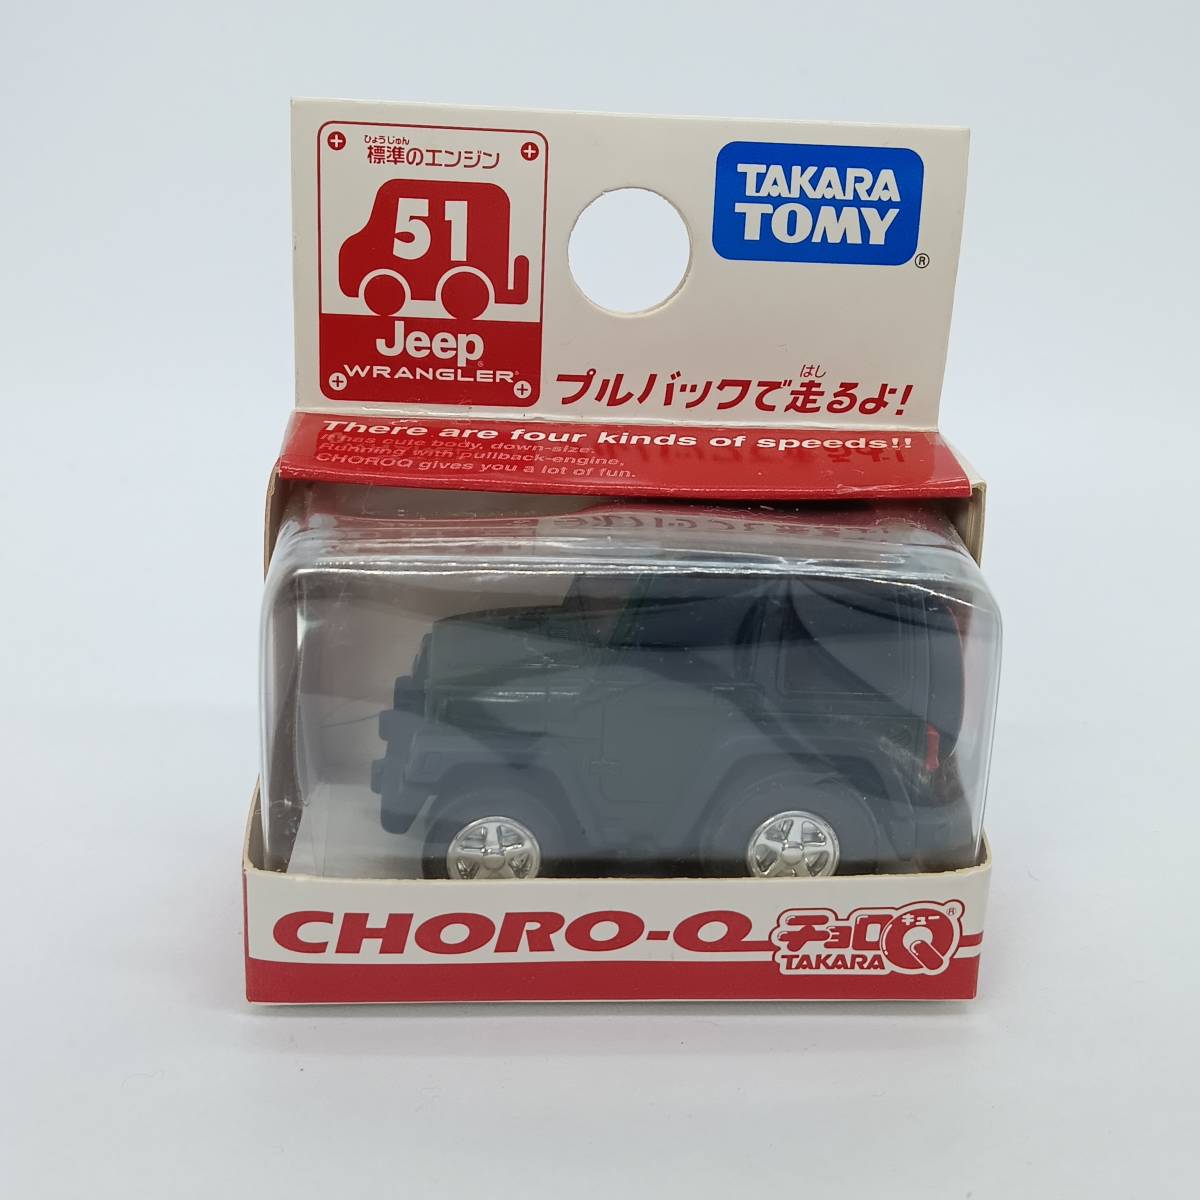 ひょうじゅん
標準のエンジン
51
Jeep®
WRANGLER®
TAKARA
TOMY®
はし
プルバックで走るよ!
There are four kinds of speeds!!
It has cute body, down-size.
Running with pullback-engine,
CHOROQ gives you a lot of fun.
CHORO-Q
チョロQ®
キュー
TAKARA